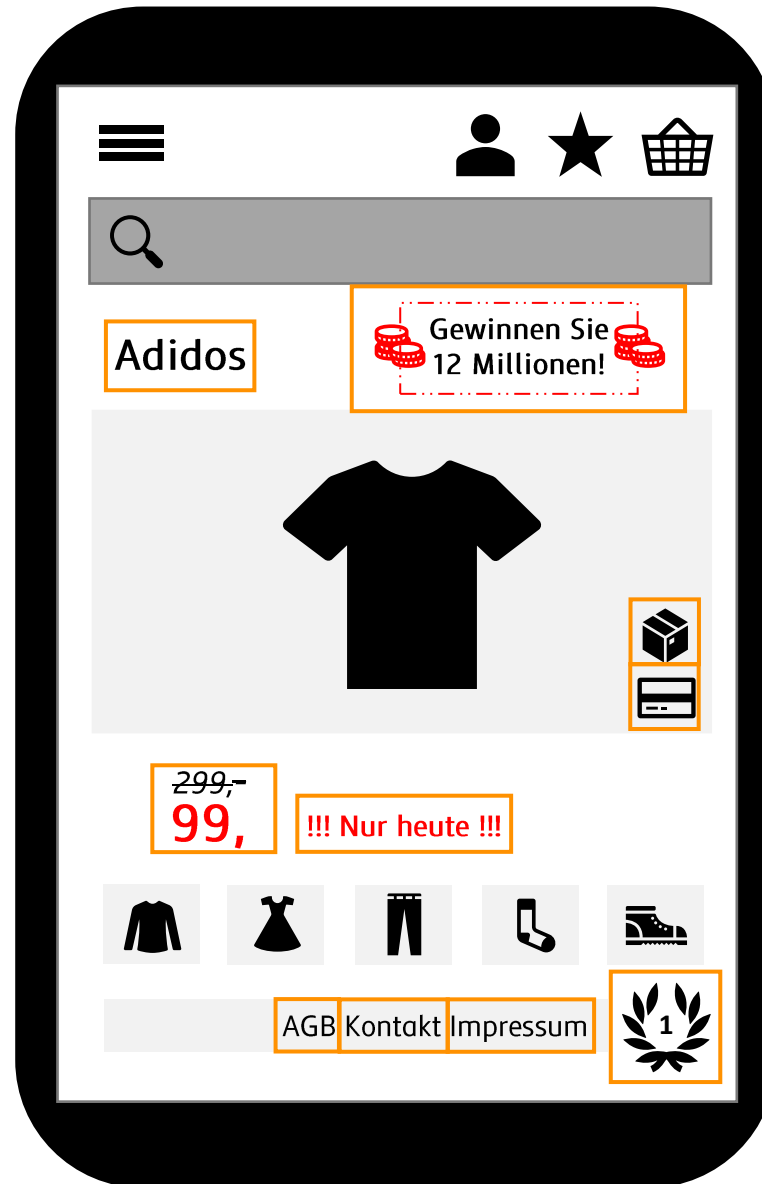 Gewinnen Sie
12 Millionen!
Adidos
299,-
99,
!!! Nur heute !!!
AGB Kontakt Impressum
1